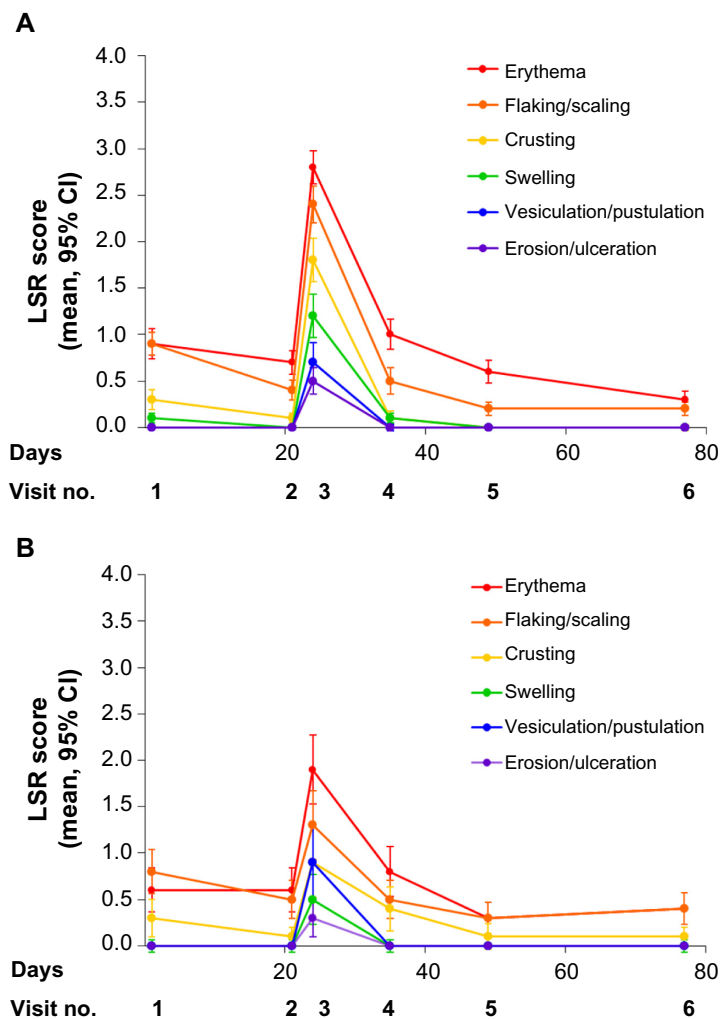 A
4.0
3.5
3.0
2.5
2.0
1.5
1.0
0.5
0.0
LSR score
(mean, 95% CI)
Erythema
Flaking/scaling
Crusting
Swelling
Vesiculation/pustulation
Erosion/ulceration
Days 20 40 60 80
Visit no. 1 2 3 4 5 6
B
4.0
3.5
3.0
2.5
2.0
1.5
1.0
0.5
0.0
LSR score
(mean, 95% CI)
Erythema
Flaking/scaling
Crusting
Swelling
Vesiculation/pustulation
Erosion/ulceration
Days 20 40 60 80
Visit no. 1 2 3 4 5 6